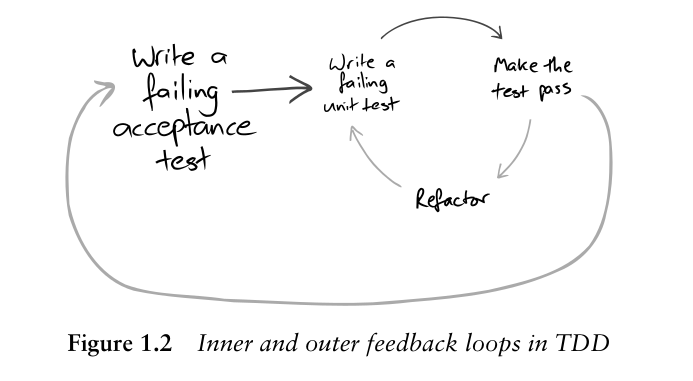 Write a
failing
acceptance
test
Write a
failing
unit test
Make the
test pass
Refactor
Figure 1.2 Inner and outer feedback loops in TDD